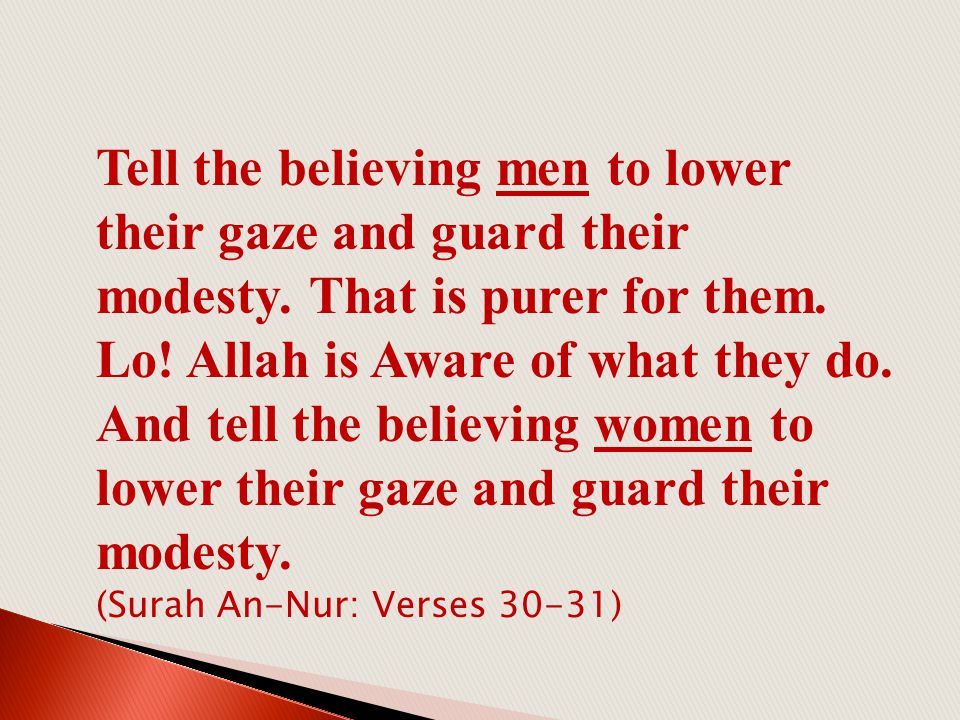 Tell the believing men to lower
their gaze and guard their
modesty. That is purer for them.
Lo! Allah is Aware of what they do.
And tell the believing women to
lower their gaze and guard their
modesty.
(Surah An-Nur: Verses 30-31)